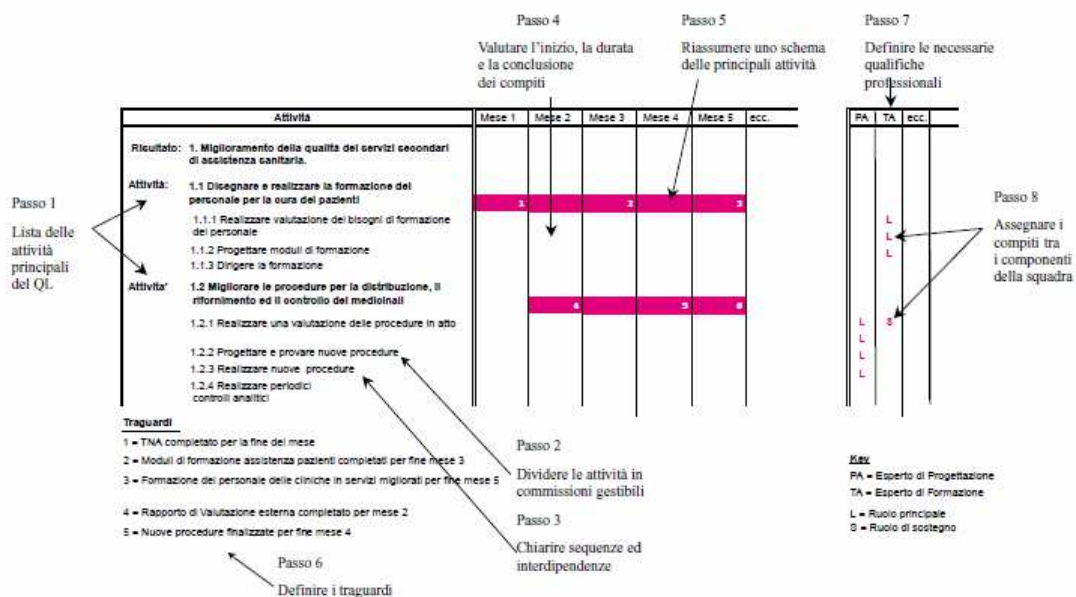 Passo 4
Passo 5
Passo 7
Valutare l'inizio, la durata
e la conclusione
dei compiti
Riassumere uno schema
delle principali attività
Definire le necessarie
qualifiche
professionali
Attività Mese 1 Mese 2 Mese 3 Mese 4 Mese 5 ecc. PA TA ecc.
Risultato: 1. Miglioramento della qualità dei servizi secondari
di assistenza sanitaria.
Attività: 1.1 Disegnare e realizzare la formazione del
personale per la cura dei pazienti
1 2 3
1.1.1 Realizzare valutazione dei bisogni di formazione
del personale
L
1.1.2 Progettare moduli di formazione
L
1.1.3 Dirigere la formazione
L
Passo 1
Lista delle
attività
principali
del QL
Passo 8
Assegnare i
compiti tra
i componenti
della squadra
Attivita' 1.2 Migliorare le procedure per la distribuzione, il
rifornimento ed il controllo dei medicinali
4 5 6
1.2.1 Realizzare una valutazione delle procedure in atto
L S
L
1.2.2 Progettare e provare nuove procedure
L
1.2.3 Realizzare nuove procedure
L
1.2.4 Realizzare periodici
controlli analitici
Traguardi
1 = TNA completato per la fine del mese
2 = Moduli di formazione assistenza pazienti completati per fine mese 3
3 = Formazione del personale delle cliniche in servizi migliorati per fine mese 5
4 = Rapporto di Valutazione esterna completato per mese 2
5 = Nuove procedure finalizzate per fine mese 4
Passo 2
Dividere le attività in
commissioni gestibili
Passo 3
Chiarire sequenze ed
interdipendenze
Passo 6
Definire i traguardi
Key
PA = Esperto di Progettazione
TA = Esperto di Formazione
L = Ruolo principale
S = Ruolo di sostegno